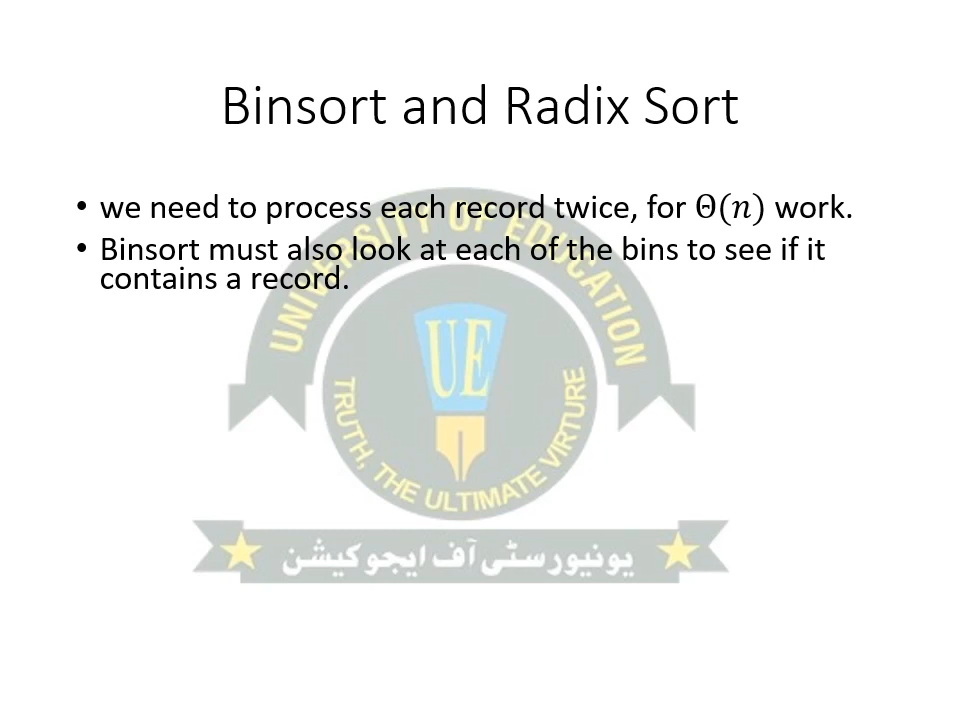 Binsort and Radix Sort
• we need to process each record twice, for Θ(𝑛) work.
• Binsort must also look at each of the bins to see if it
contains a record.
UNIVERSITY OF EDUCATION
UE
TRUTH, THE ULTIMATE VIRTURE
یونیورسٹی آف ایجوکیشن